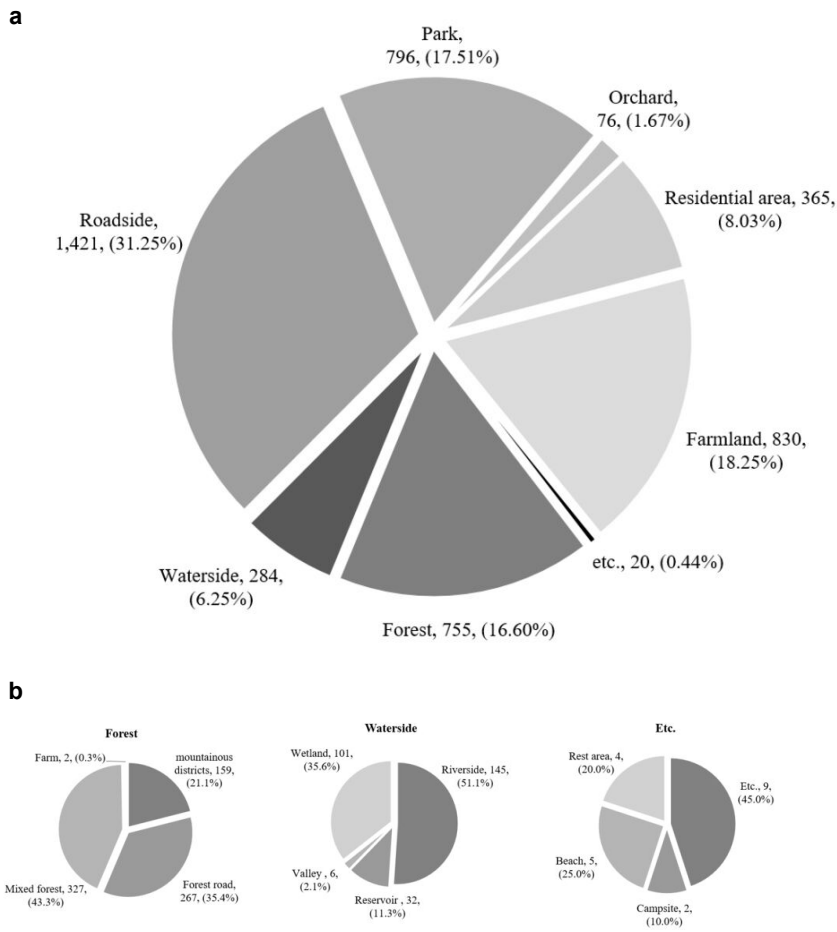 a
Park,
796, (17.51%)
Orchard,
76, (1.67%)
Residential area, 365,
(8.03%)
Roadside,
1,421, (31.25%)
Farmland, 830,
(18.25%)
etc., 20, (0.44%)
Waterside, 284,
(6.25%)
Forest, 755, (16.60%)
b
Forest
Farm, 2, (0.3%)
mountainous
districts, 159,
(21.1%)
Mixed forest, 327,
(43.3%)
Forest road,
267, (35.4%)
Waterside
Wetland, 101,
(35.6%)
Riverside, 145,
(51.1%)
Valley , 6,
(2.1%)
Reservoir , 32,
(11.3%)
Etc.
Rest area, 4,
(20.0%)
Etc., 9,
(45.0%)
Beach, 5,
(25.0%)
Campsite, 2,
(10.0%)